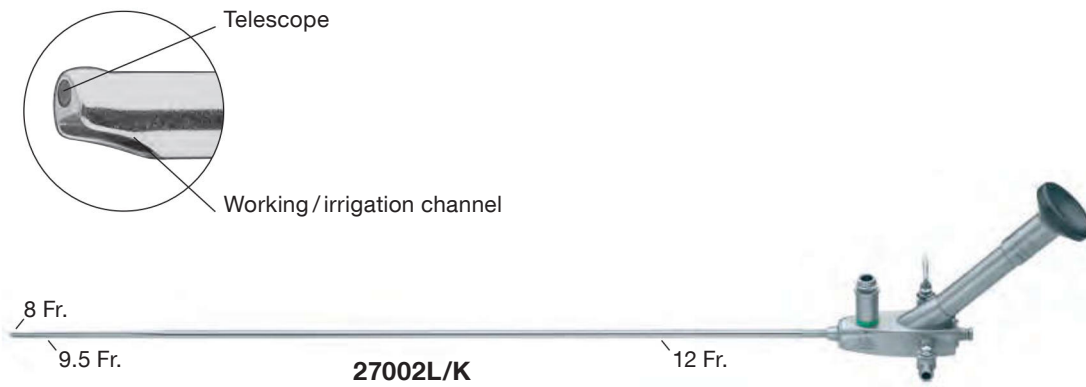 Telescope
Working / irrigation channel
8 Fr.
9.5 Fr.
12 Fr.
27002L/K